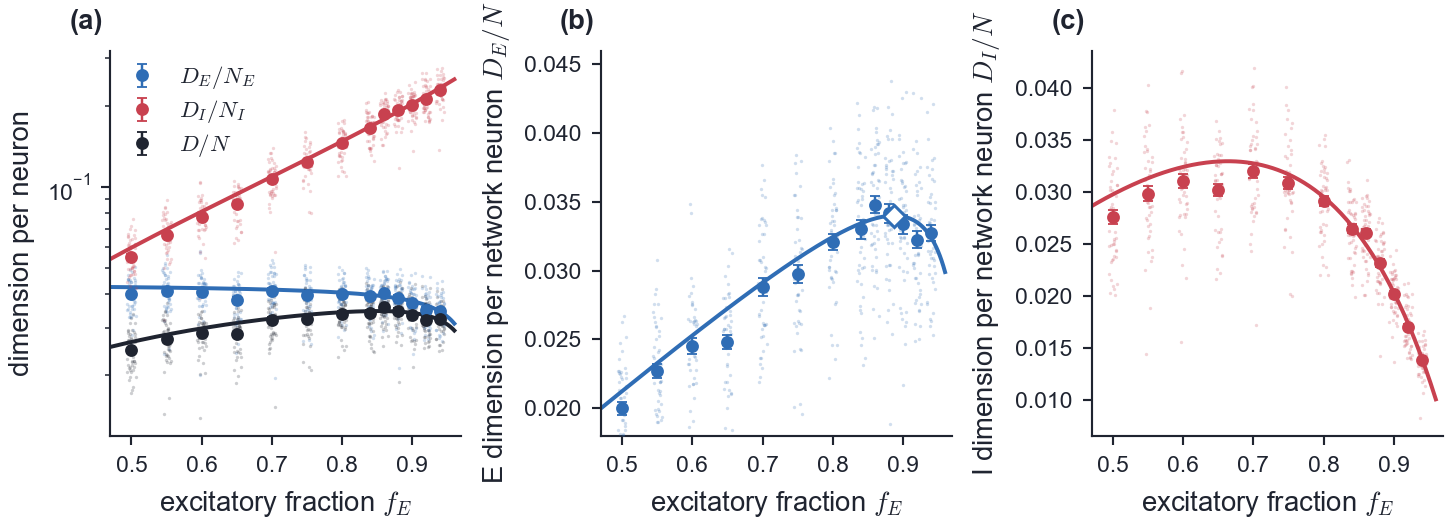 (a)
dimension per neuron
10⁻¹
D_E/N_E
D_I/N_I
D/N
0.5 0.6 0.7 0.8 0.9
excitatory fraction f_E
(b)
E dimension per network neuron D_E/N
0.045
0.040
0.035
0.030
0.025
0.020
0.5 0.6 0.7 0.8 0.9
excitatory fraction f_E
(c)
I dimension per network neuron D_I/N
0.040
0.035
0.030
0.025
0.020
0.015
0.010
0.5 0.6 0.7 0.8 0.9
excitatory fraction f_E